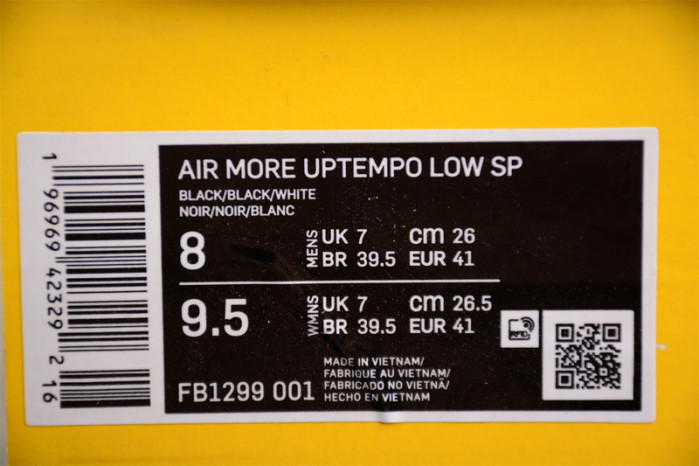 AIR MORE UPTEMPO LOW SP
BLACK/BLACK/WHITE
NOIR/NOIR/BLANC
8 MENS UK 7 cm 26
BR 39.5 EUR 41
9.5 WMNS UK 7 cm 26.5
BR 39.5 EUR 41
MADE IN VIETNAM/
FABRIQUE AU VIETNAM/
FABRICADO NO VIETNÃ/
HECHO EN VIETNAM
FB1299 001
1 96969 42329 2 16